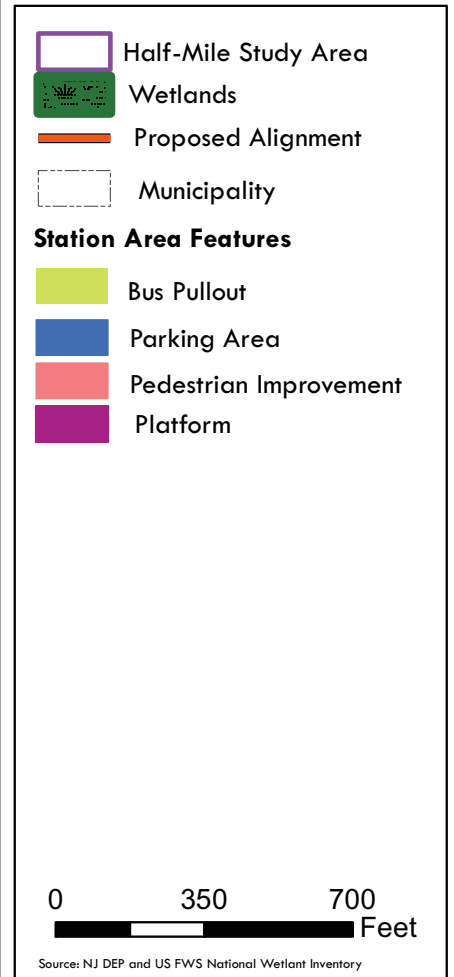 Half-Mile Study Area
Wetlands
Proposed Alignment
Municipality
Station Area Features
Bus Pullout
Parking Area
Pedestrian Improvement
Platform
0 350 700
Feet
Source: NJ DEP and US FWS National Wetlant Inventory